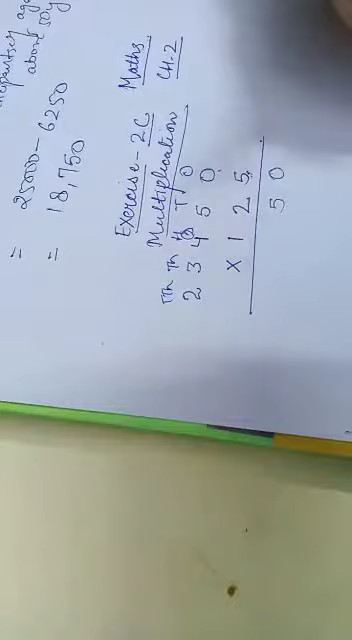 above
= 25000 - 6250
= 18,750
Maths
CH.2
Exercise - 2C
Multiplication
TTh Th H T O
2 3 4 5 0
× 1 2 5
5 0